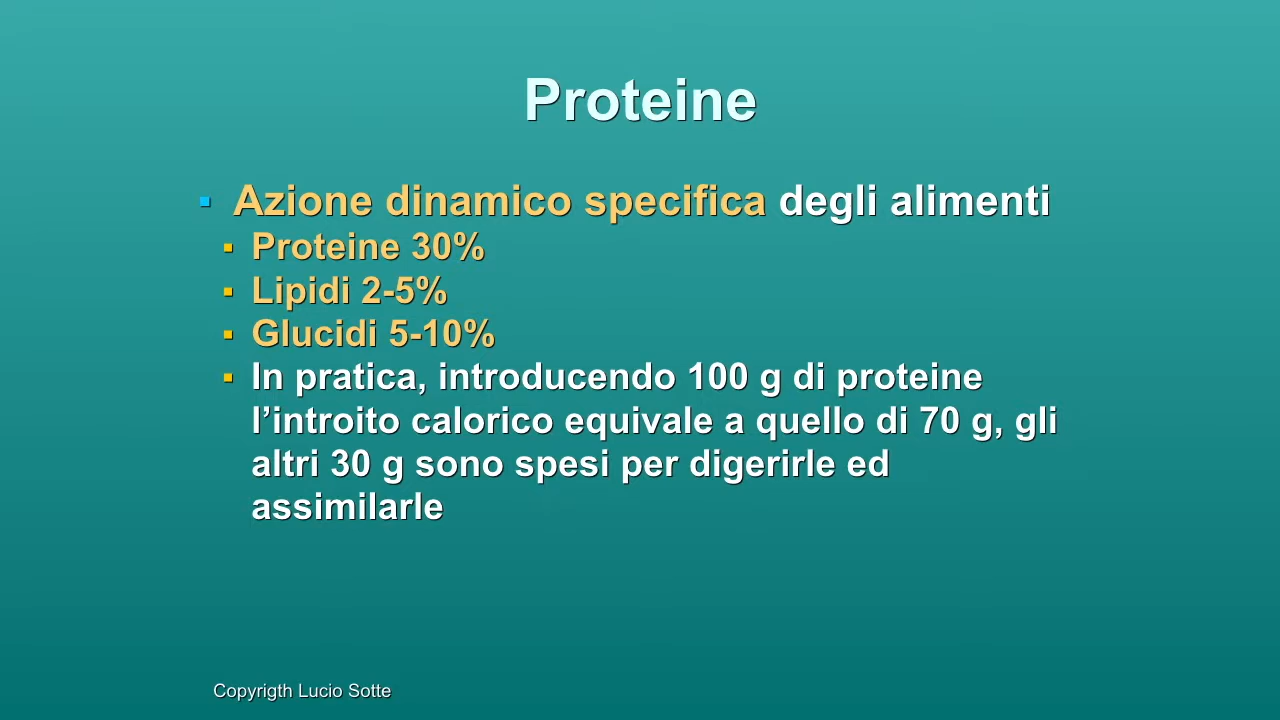 Proteine
▪ Azione dinamico specifica degli alimenti
▪ Proteine 30%
▪ Lipidi 2-5%
▪ Glucidi 5-10%
▪ In pratica, introducendo 100 g di proteine
l’introito calorico equivale a quello di 70 g, gli
altri 30 g sono spesi per digerirle ed
assimilarle
Copyrigth Lucio Sotte